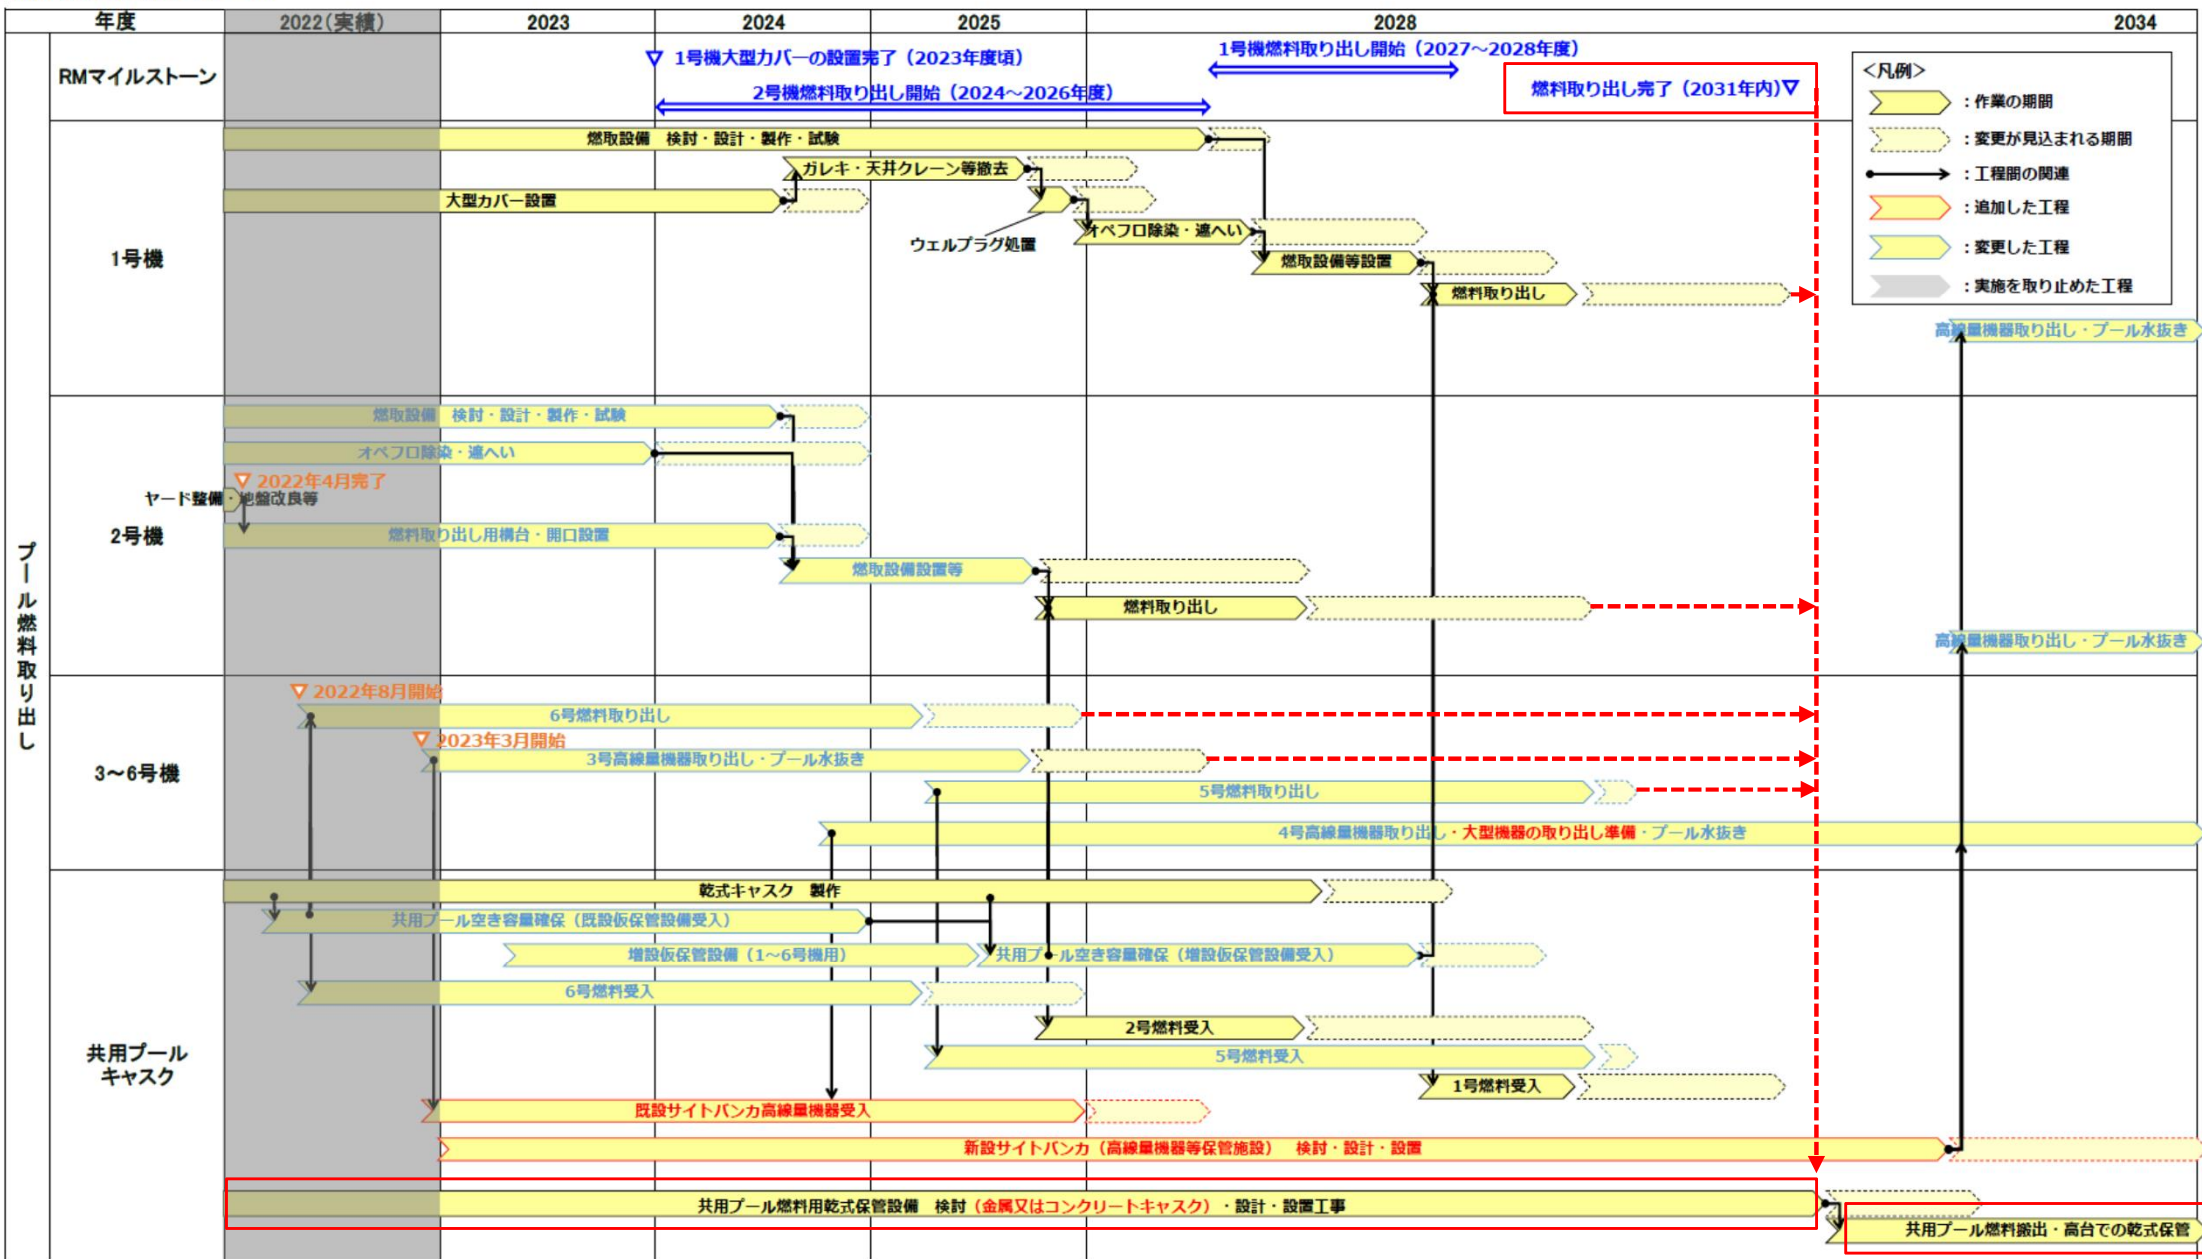 年度 2022(実績) 2023 2024 2025 2028 2034
プール燃料取り出し
RMマイルストーン
1号機大型カバーの設置完了（2023年度頃）
1号機燃料取り出し開始（2027～2028年度）
2号機燃料取り出し開始（2024～2026年度）
燃料取り出し完了（2031年内)
<凡例>
：作業の期間
：変更が見込まれる期間
：工程間の関連
：追加した工程
：変更した工程
：実施を取り止めた工程
1号機
燃取設備　検討・設計・製作・試験
ガレキ・天井クレーン等撤去
大型カバー設置
ウェルプラグ処置
オペフロ除染・遮へい
燃取設備等設置
燃料取り出し
高線量機器取り出し・プール水抜き
2号機
燃取設備　検討・設計・製作・試験
オペフロ除染・遮へい
2022年4月完了
ヤード整備・地盤改良等
燃料取り出し用構台・開口設置
燃取設備設置等
燃料取り出し
高線量機器取り出し・プール水抜き
3～6号機
2022年8月開始
6号燃料取り出し
2023年3月開始
3号高線量機器取り出し・プール水抜き
5号燃料取り出し
4号高線量機器取り出し・大型機器の取り出し準備・プール水抜き
共用プール
キャスク
乾式キャスク　製作
共用プール空き容量確保（既設仮保管設備受入）
増設仮保管設備（1～6号機用）
共用プール空き容量確保（増設仮保管設備受入）
6号燃料受入
2号燃料受入
5号燃料受入
1号燃料受入
既設サイトバンカ高線量機器受入
新設サイトバンカ（高線量機器等保管施設）　検討・設計・設置
共用プール燃料用乾式保管設備　検討（金属又はコンクリートキャスク）・設計・設置工事
共用プール燃料搬出・高台での乾式保管